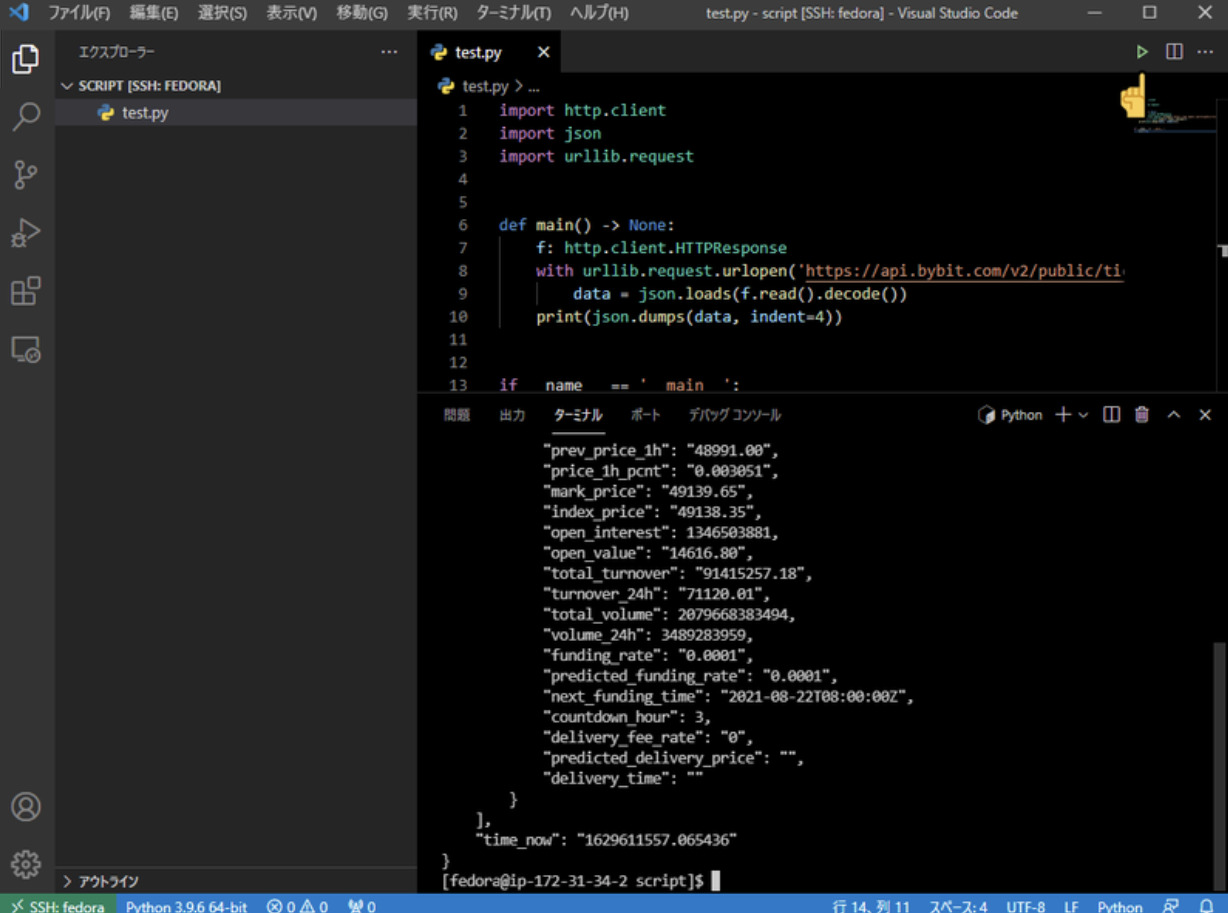 ファイル(F) 編集(E) 選択(S) 表示(V) 移動(G) 実行(R) ターミナル(T) ヘルプ(H) test.py - script [SSH: fedora] - Visual Studio Code
エクスプローラー
SCRIPT [SSH: FEDORA]
test.py
test.py
test.py > ...
1 import http.client
2 import json
3 import urllib.request
4
5
6 def main() -> None:
7 f: http.client.HTTPResponse
8 with urllib.request.urlopen('https://api.bybit.com/v2/public/ti
9 data = json.loads(f.read().decode())
10 print(json.dumps(data, indent=4))
11
12
13 if __name__ == '__main__':
問題 出力 ターミナル ポート デバッグ コンソール Python
"prev_price_1h": "48991.00",
"price_1h_pcnt": "0.003051",
"mark_price": "49139.65",
"index_price": "49138.35",
"open_interest": 1346503881,
"open_value": "14616.80",
"total_turnover": "91415257.18",
"turnover_24h": "71120.01",
"total_volume": 2079668383494,
"volume_24h": 3489283959,
"funding_rate": "0.0001",
"predicted_funding_rate": "0.0001",
"next_funding_time": "2021-08-22T08:00:00Z",
"countdown_hour": 3,
"delivery_fee_rate": "0",
"predicted_delivery_price": "",
"delivery_time": ""
}
],
"time_now": "1629611557.065436"
}
[fedora@ip-172-31-34-2 script]$
アウトライン
SSH: fedora Python 3.9.6 64-bit 0 0 0 行 14、列 11 スペース: 4 UTF-8 LF Python